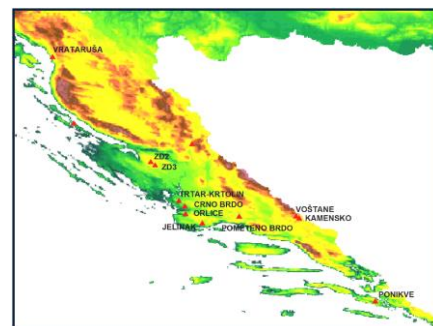 VRATARUŠA
ZD2
ZD3
TRTAR-KRTOLIN
CRNO BRDO
ORLICE
JELINAK
POMETENO BRDO
VOŠTANE
KAMENSKO
PONIKVE